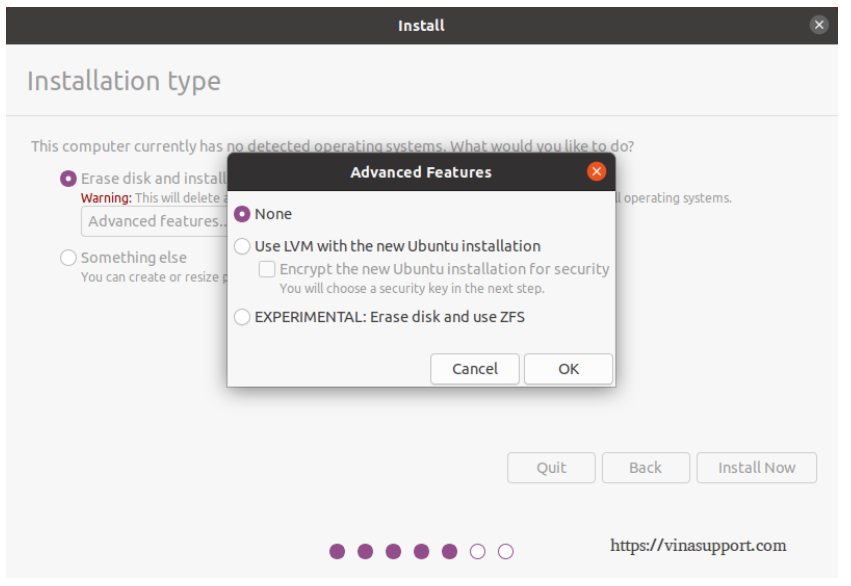 Install
Installation type
This computer currently has no detected operating systems. What would you like to do?
Erase disk and install
Warning: This will delete a
ll operating systems.
Advanced features...
Something else
You can create or resize p
Advanced Features
None
Use LVM with the new Ubuntu installation
Encrypt the new Ubuntu installation for security
You will choose a security key in the next step.
EXPERIMENTAL: Erase disk and use ZFS
Cancel
OK
Quit
Back
Install Now
https://vinasupport.com